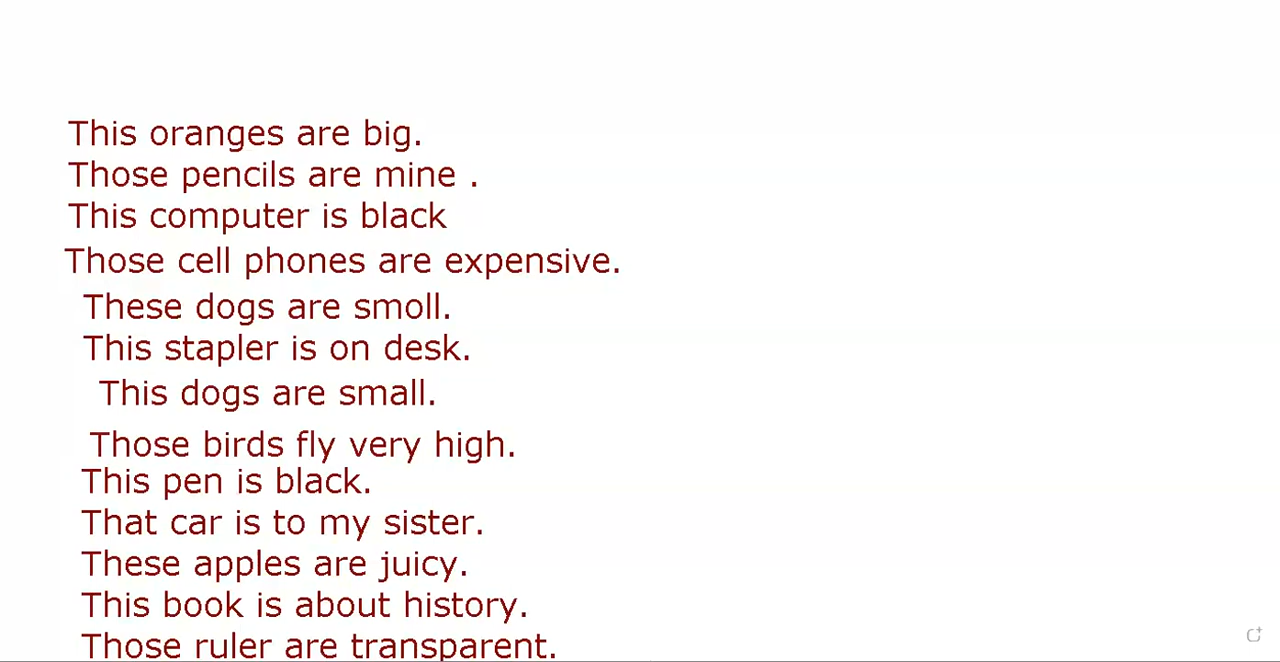 This oranges are big.
Those pencils are mine .
This computer is black
Those cell phones are expensive.
These dogs are smoll.
This stapler is on desk.
This dogs are small.
Those birds fly very high.
This pen is black.
That car is to my sister.
These apples are juicy.
This book is about history.
Those ruler are transparent.